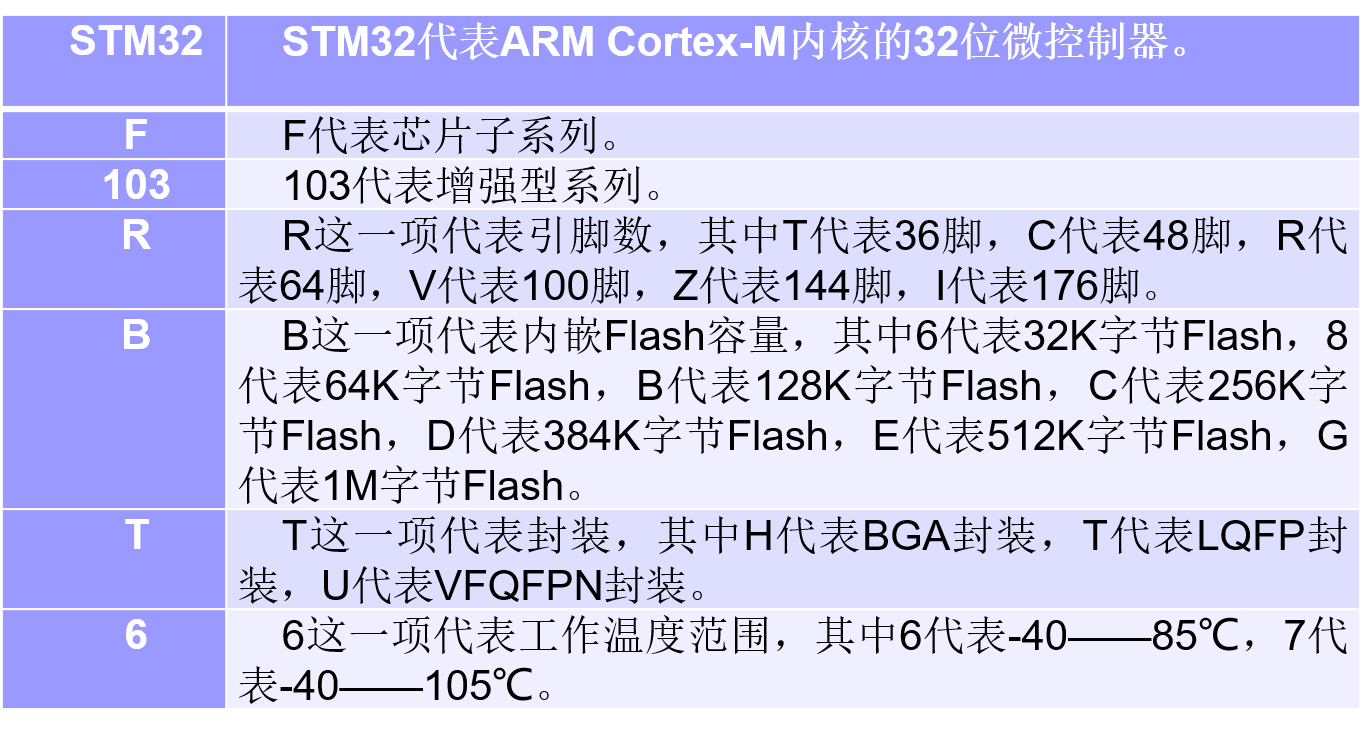 STM32
STM32代表ARM Cortex-M内核的32位微控制器。
F
F代表芯片子系列。
103
103代表增强型系列。
R
R这一项代表引脚数，其中T代表36脚，C代表48脚，R代
表64脚，V代表100脚，Z代表144脚，I代表176脚。
B
B这一项代表内嵌Flash容量，其中6代表32K字节Flash，8
代表64K字节Flash，B代表128K字节Flash，C代表256K字
节Flash，D代表384K字节Flash，E代表512K字节Flash，G
代表1M字节Flash。
T
T这一项代表封装，其中H代表BGA封装，T代表LQFP封
装，U代表VFQFPN封装。
6
6这一项代表工作温度范围，其中6代表-40——85℃，7代
表-40——105℃。